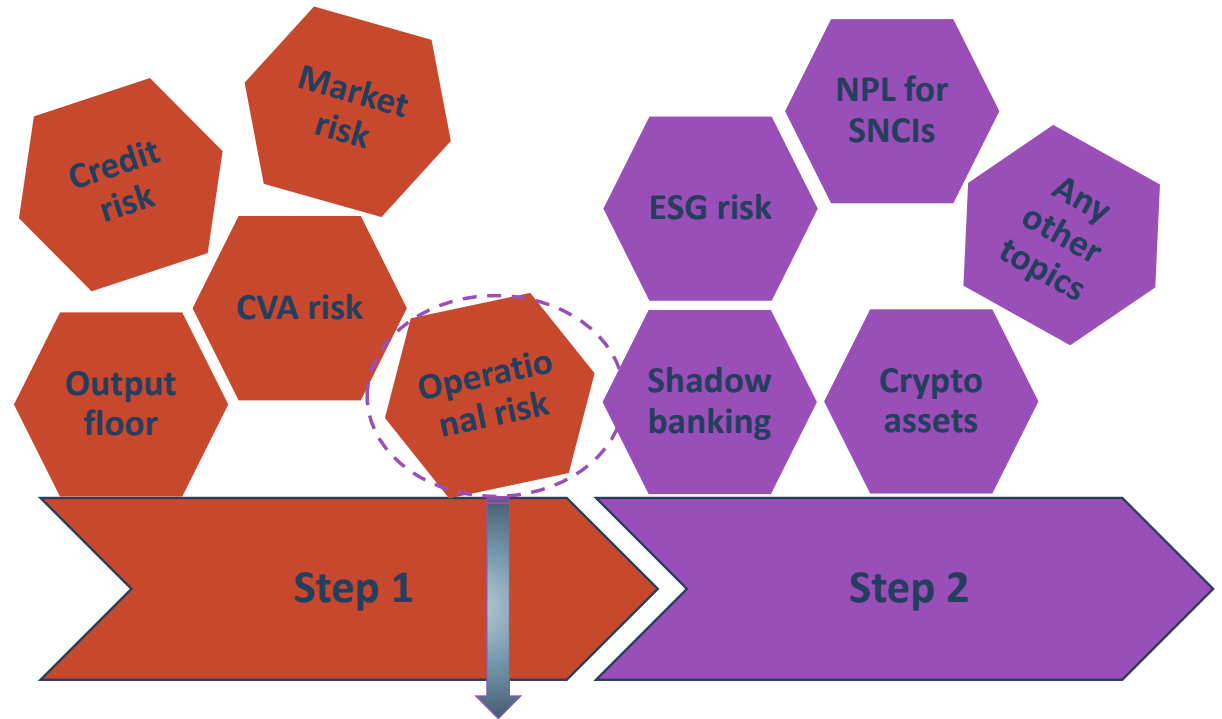 Market
risk
Credit
risk
CVA risk
Output
floor
Operatio
nal risk
NPL for
SNCIs
ESG risk
Any
other
topics
Shadow
banking
Crypto
assets
Step 1
Step 2